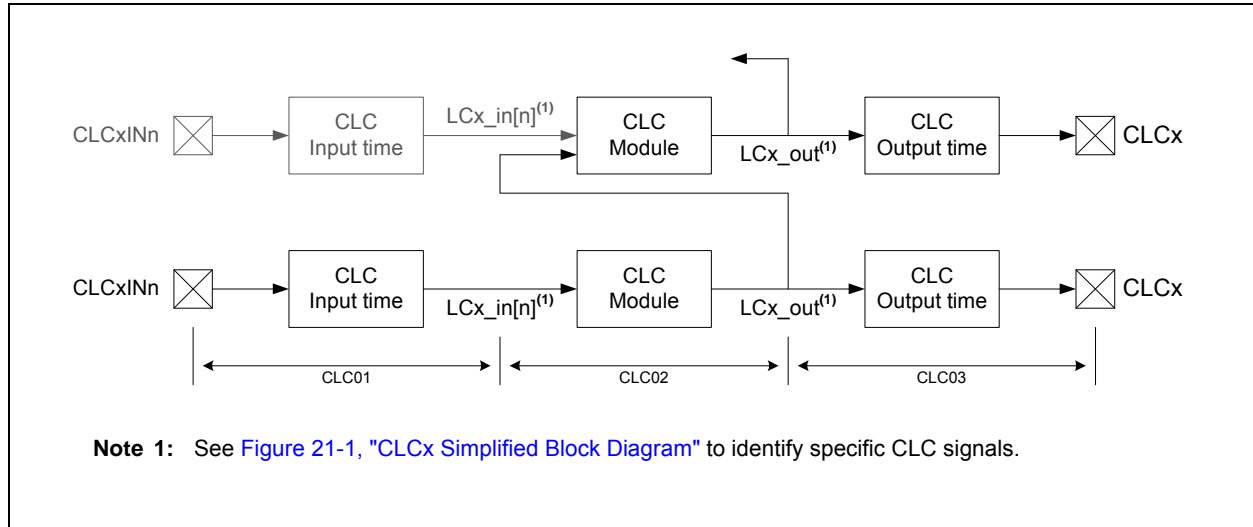 CLCxINn
CLC
Input time
LCx_in[n](1)
CLC
Module
LCx_out(1)
CLC
Output time
CLCx
CLCxINn
CLC
Input time
LCx_in[n](1)
CLC
Module
LCx_out(1)
CLC
Output time
CLCx
CLC01
CLC02
CLC03
Note 1: See Figure 21-1, "CLCx Simplified Block Diagram" to identify specific CLC signals.